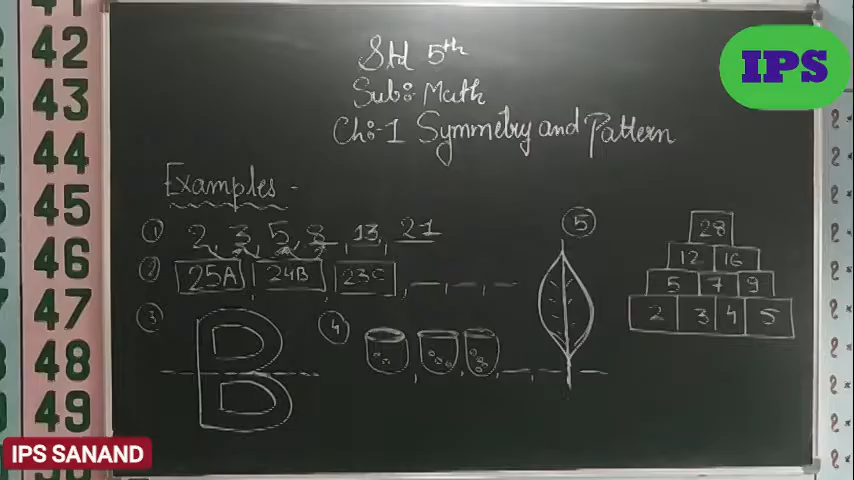 41
42
43
44
45
46
47
48
49
IPS
Std 5th
Sub:- Math
Ch:-1 Symmetry and Pattern
Examples -
① 2, 3, 5, 8, 13, 21
② 25A, 24B, 23C, _, _, _
③
④
⑤
28
12 16
5 7 9
2 3 4 5
IPS SANAND